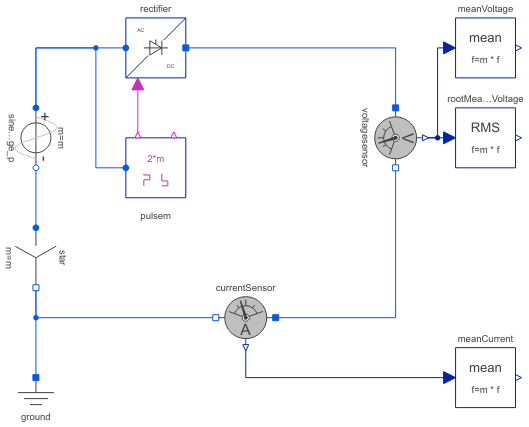 rectifier
meanVoltage
AC
DC
mean
f=m * f
rootMea...Voltage
RMS
f=m * f
sine...ge_p
+
m=m
-
voltagesensor
V
2*m
pulsem
star
m=m
currentSensor
A
meanCurrent
mean
f=m * f
ground